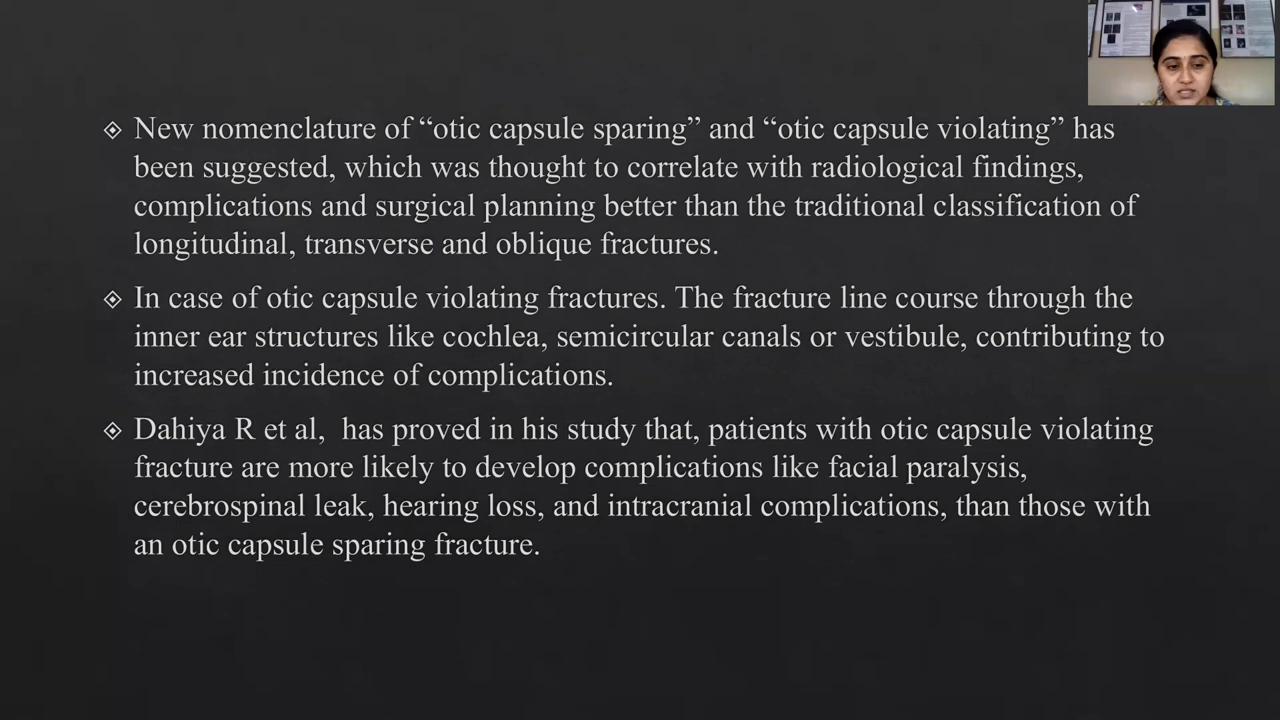 New nomenclature of “otic capsule sparing” and “otic capsule violating” has
been suggested, which was thought to correlate with radiological findings,
complications and surgical planning better than the traditional classification of
longitudinal, transverse and oblique fractures.
In case of otic capsule violating fractures. The fracture line course through the
inner ear structures like cochlea, semicircular canals or vestibule, contributing to
increased incidence of complications.
Dahiya R et al,  has proved in his study that, patients with otic capsule violating
fracture are more likely to develop complications like facial paralysis,
cerebrospinal leak, hearing loss, and intracranial complications, than those with
an otic capsule sparing fracture.